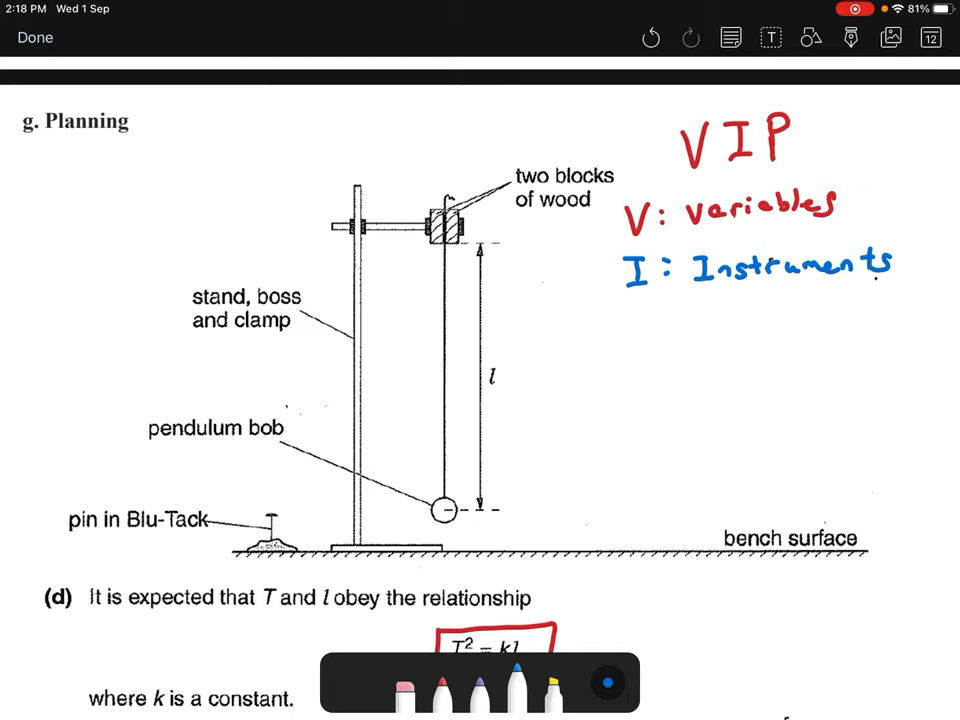 2:18 PM Wed 1 Sep
81%
Done
12
g. Planning
VIP
two blocks
of wood
V: Variables
I: Instruments
stand, boss
and clamp
l
pendulum bob
pin in Blu-Tack
bench surface
(d) It is expected that T and l obey the relationship
T² = kl
where k is a constant.